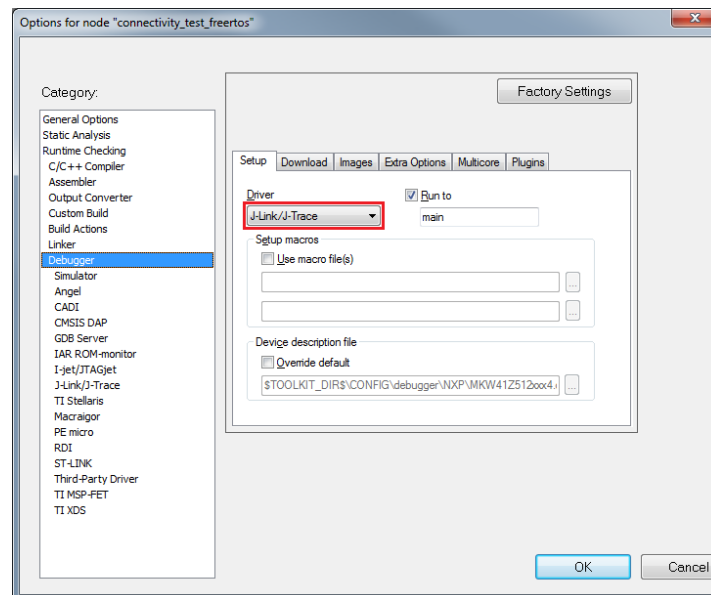 Options for node "connectivity_test_freertos"
Category:
Factory Settings
General Options
Static Analysis
Runtime Checking
C/C++ Compiler
Assembler
Output Converter
Custom Build
Build Actions
Linker
Debugger
Simulator
Angel
CADI
CMSIS DAP
GDB Server
IAR ROM-monitor
I-jet/JTAGjet
J-Link/J-Trace
TI Stellaris
Macraigor
PE micro
RDI
ST-LINK
Third-Party Driver
TI MSP-FET
TI XDS
Setup Download Images Extra Options Multicore Plugins
Driver
Run to
J-Link/J-Trace
main
Setup macros
Use macro file(s)
...
...
Device description file
Override default
$TOOLKIT_DIR$\CONFIG\debugger\NXP\MKW41Z512xxx4.
...
OK
Cancel